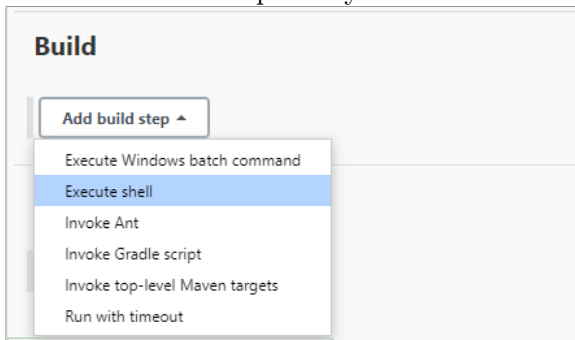 Build
Add build step
Execute Windows batch command
Execute shell
Invoke Ant
Invoke Gradle script
Invoke top-level Maven targets
Run with timeout